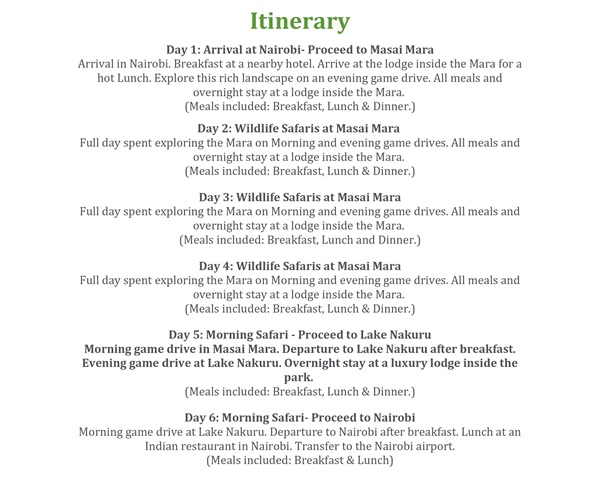 Itinerary
Day 1: Arrival at Nairobi- Proceed to Masai Mara
Arrival in Nairobi. Breakfast at a nearby hotel. Arrive at the lodge inside the Mara for a
hot Lunch. Explore this rich landscape on an evening game drive. All meals and
overnight stay at a lodge inside the Mara.
(Meals included: Breakfast, Lunch & Dinner.)
Day 2: Wildlife Safaris at Masai Mara
Full day spent exploring the Mara on Morning and evening game drives. All meals and
overnight stay at a lodge inside the Mara.
(Meals included: Breakfast, Lunch & Dinner.)
Day 3: Wildlife Safaris at Masai Mara
Full day spent exploring the Mara on Morning and evening game drives. All meals and
overnight stay at a lodge inside the Mara.
(Meals included: Breakfast, Lunch and Dinner.)
Day 4: Wildlife Safaris at Masai Mara
Full day spent exploring the Mara on Morning and evening game drives. All meals and
overnight stay at a lodge inside the Mara.
(Meals included: Breakfast, Lunch & Dinner.)
Day 5: Morning Safari - Proceed to Lake Nakuru
Morning game drive in Masai Mara. Departure to Lake Nakuru after breakfast.
Evening game drive at Lake Nakuru. Overnight stay at a luxury lodge inside the
park.
(Meals included: Breakfast, Lunch & Dinner.)
Day 6: Morning Safari- Proceed to Nairobi
Morning game drive at Lake Nakuru. Departure to Nairobi after breakfast. Lunch at an
Indian restaurant in Nairobi. Transfer to the Nairobi airport.
(Meals included: Breakfast & Lunch)